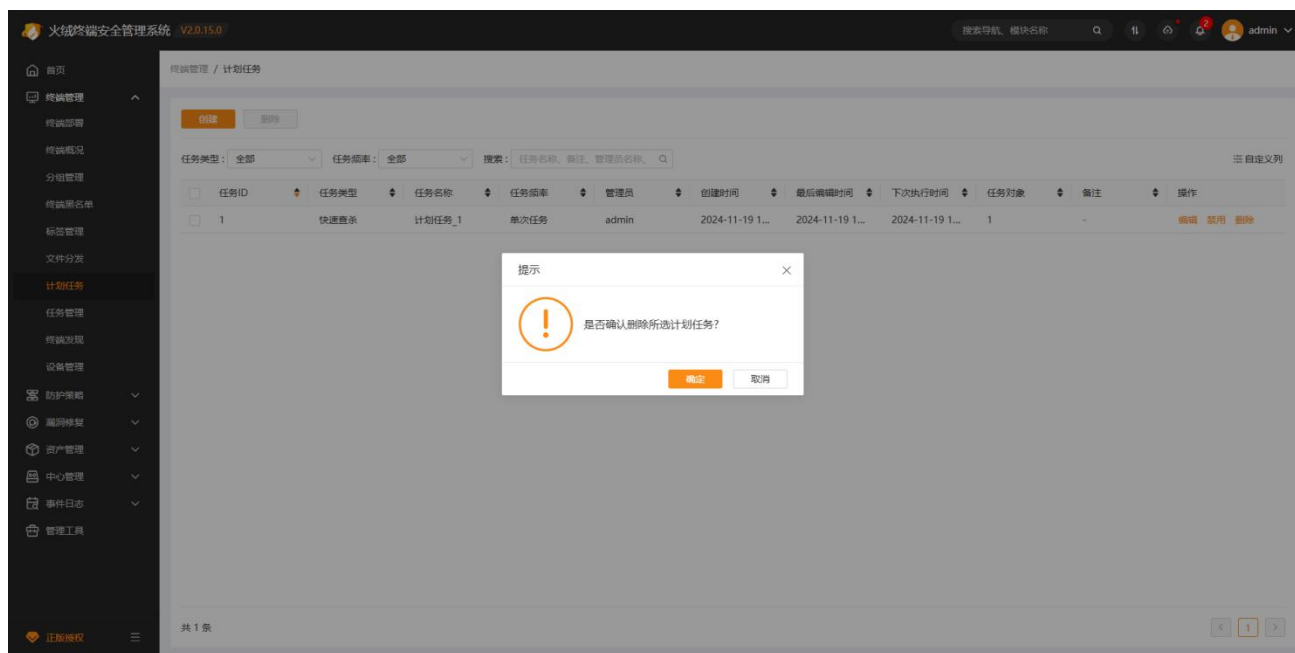 火绒终端安全管理系统 V2.0.15.0 搜索导航、模块名称 2 admin
首页
终端管理
终端部署
终端概况
分组管理
终端黑名单
标签管理
文件分发
计划任务
任务管理
终端发现
设备管理
防护策略
漏洞修复
资产管理
中心管理
事件日志
管理工具
正版授权
终端管理 / 计划任务
创建 删除
任务类型: 全部 任务频率: 全部 搜索: 任务名称、备注、管理员名称、
自定义列
任务ID 任务类型 任务名称 任务频率 管理员 创建时间 最后编辑时间 下次执行时间 任务对象 备注 操作
1 快速查杀 计划任务_1 单次任务 admin 2024-11-19 1... 2024-11-19 1... 2024-11-19 1... 1 - 编辑 禁用 删除
提示
是否确认删除所选计划任务?
确定 取消
共 1 条
1